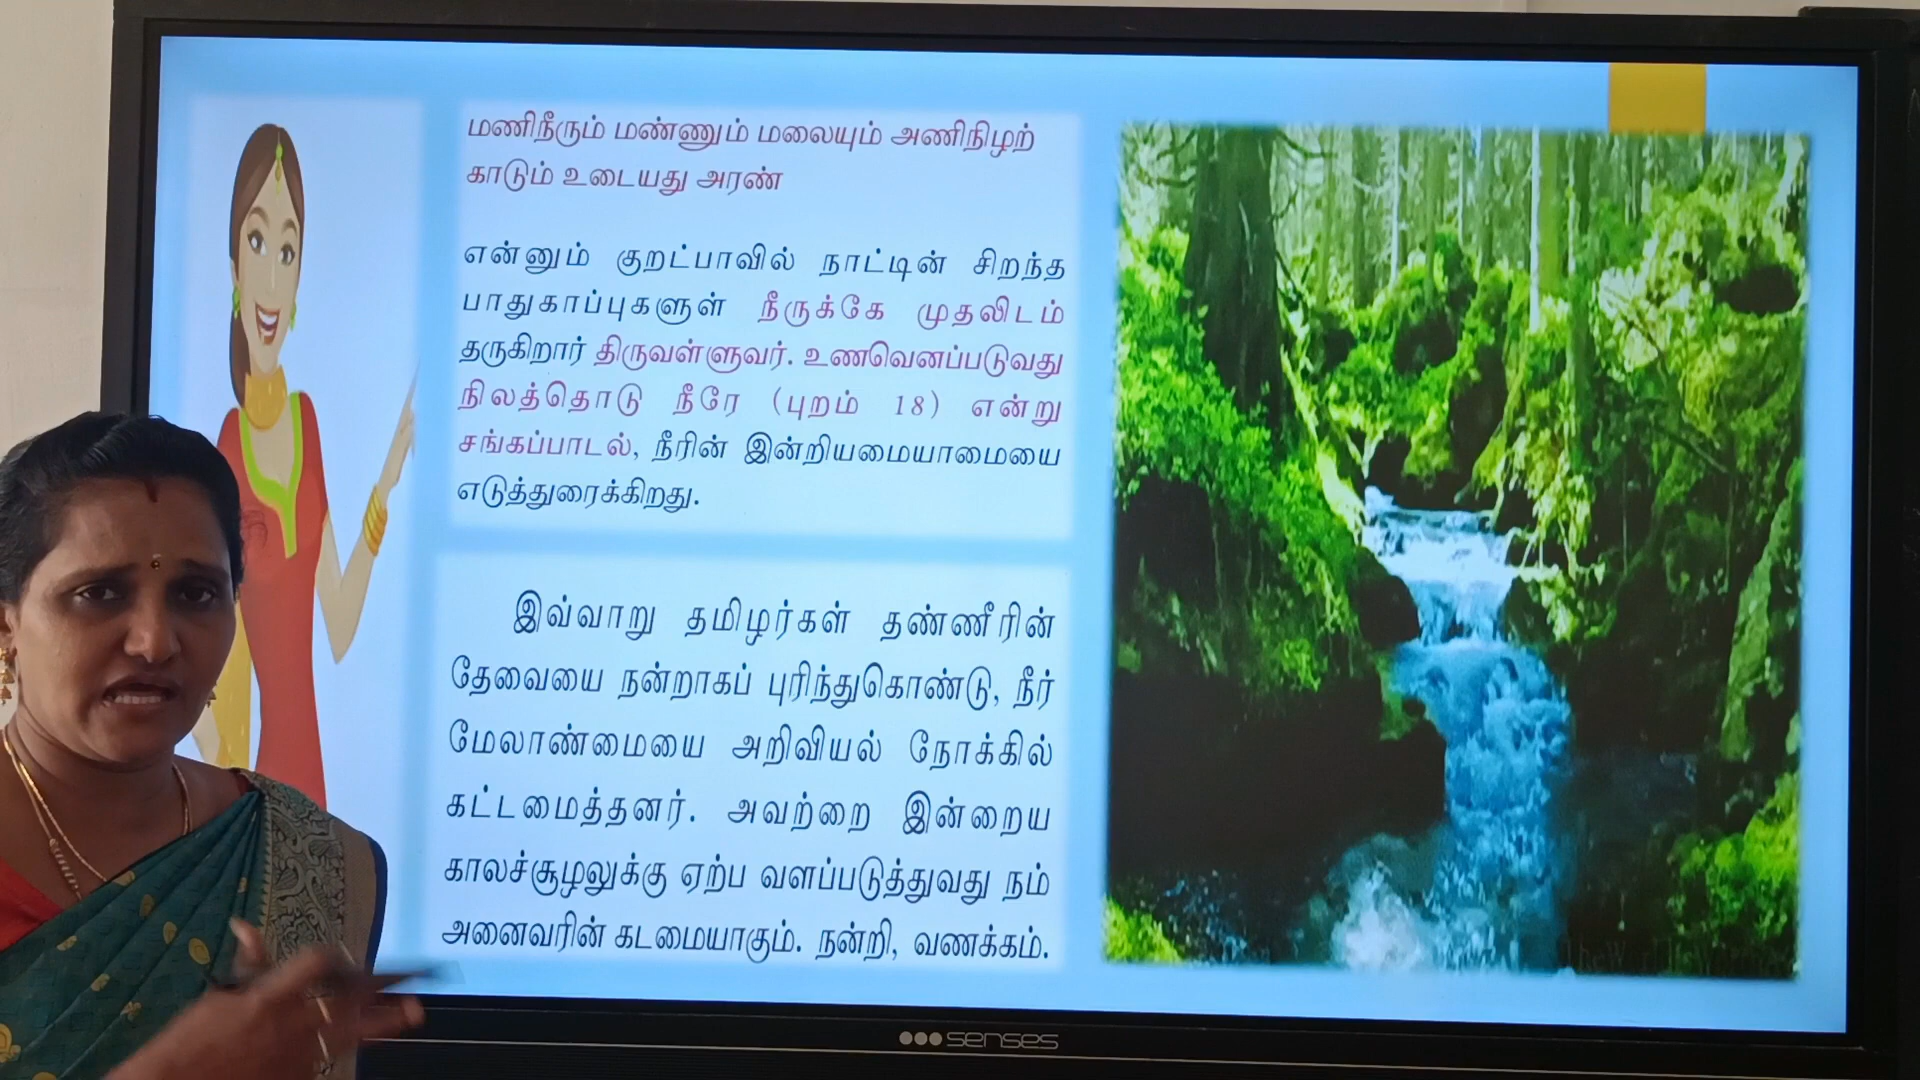 மணிநீரும் மண்ணும் மலையும் அணிநிழற்
காடும் உடையது அரண்
என்னும் குறட்பாவில் நாட்டின் சிறந்த
பாதுகாப்புகளுள் நீருக்கே முதலிடம்
தருகிறார் திருவள்ளுவர். உணவெனப்படுவது
நிலத்தொடு நீரே (புறம் 18) என்று
சங்கப்பாடல், நீரின் இன்றியமையாமையை
எடுத்துரைக்கிறது.
இவ்வாறு தமிழர்கள் தண்ணீரின்
தேவையை நன்றாகப் புரிந்துகொண்டு, நீர்
மேலாண்மையை அறிவியல் நோக்கில்
கட்டமைத்தனர். அவற்றை இன்றைய
காலச்சூழலுக்கு ஏற்ப வளப்படுத்துவது நம்
அனைவரின் கடமையாகும். நன்றி, வணக்கம்.
senses